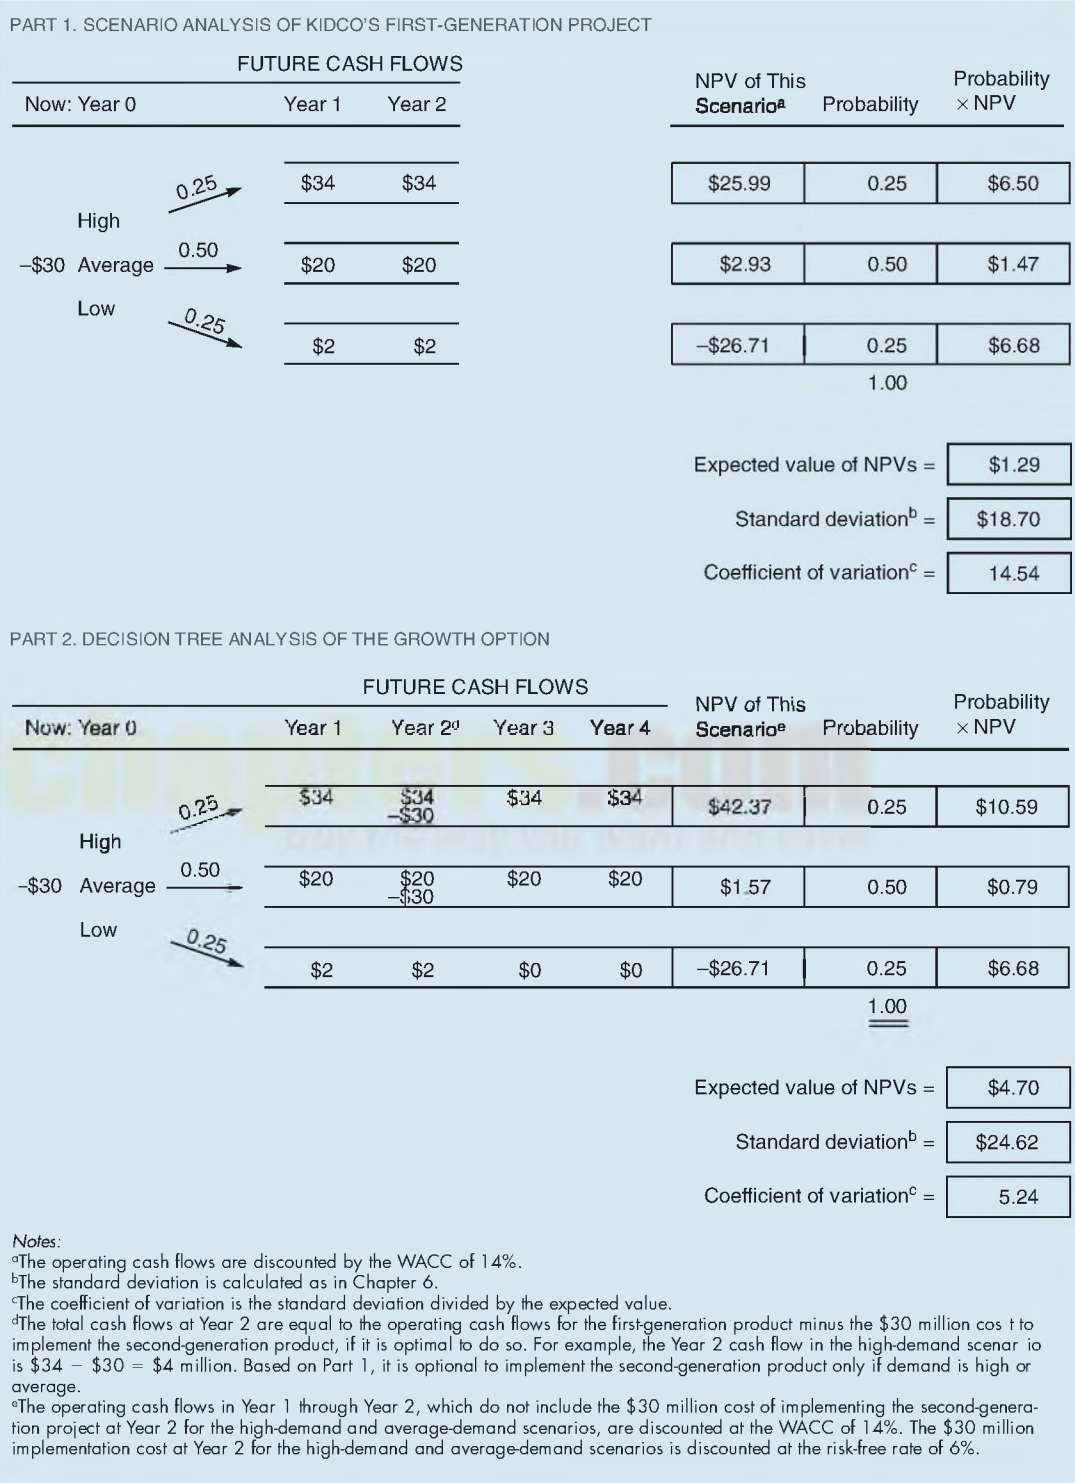 PART 1. SCENARIO ANALYSIS OF KIDCO'S FIRST-GENERATION PROJECT
FUTURE CASH FLOWS
NPV of This Probability
Now: Year 0 Year 1 Year 2 Scenarioᵃ Probability × NPV
0.25 $34 $34 $25.99 0.25 $6.50
High
0.50
–$30 Average $20 $20 $2.93 0.50 $1.47
Low
0.25
$2 $2 –$26.71 0.25 $6.68
1.00
Expected value of NPVs = $1.29
Standard deviationᵇ = $18.70
Coefficient of variationᶜ = 14.54
PART 2. DECISION TREE ANALYSIS OF THE GROWTH OPTION
FUTURE CASH FLOWS
NPV of This Probability
Now: Year 0 Year 1 Year 2ᵈ Year 3 Year 4 Scenarioᵉ Probability × NPV
0.25 $34 $34 $34 $34 $42.37 0.25 $10.59
–$30
High
0.50
–$30 Average $20 $20 $20 $20 $1.57 0.50 $0.79
–$30
Low
0.25
$2 $2 $0 $0 –$26.71 0.25 $6.68
1.00
Expected value of NPVs = $4.70
Standard deviationᵇ = $24.62
Coefficient of variationᶜ = 5.24
Notes:
ᵃThe operating cash flows are discounted by the WACC of 14%.
ᵇThe standard deviation is calculated as in Chapter 6.
ᶜThe coefficient of variation is the standard deviation divided by the expected value.
ᵈThe total cash flows at Year 2 are equal to the operating cash flows for the first-generation product minus the $30 million cos t to
implement the second-generation product, if it is optimal to do so. For example, the Year 2 cash flow in the high-demand scenar io
is $34 − $30 = $4 million. Based on Part 1, it is optional to implement the second-generation product only if demand is high or
average.
ᵉThe operating cash flows in Year 1 through Year 2, which do not include the $30 million cost of implementing the second-genera-
tion project at Year 2 for the high-demand and average-demand scenarios, are discounted at the WACC of 14%. The $30 million
implementation cost at Year 2 for the high-demand and average-demand scenarios is discounted at the risk-free rate of 6%.